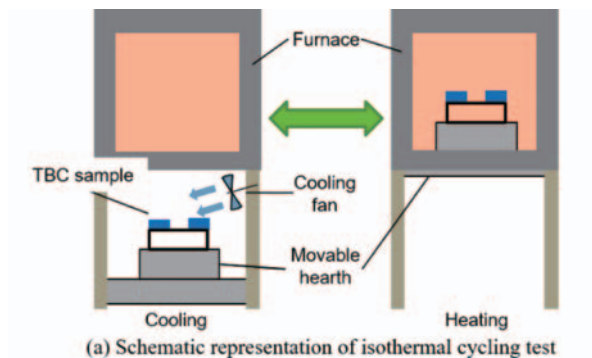 Furnace
TBC sample
Cooling
fan
Movable
hearth
Cooling
Heating
(a) Schematic representation of isothermal cycling test